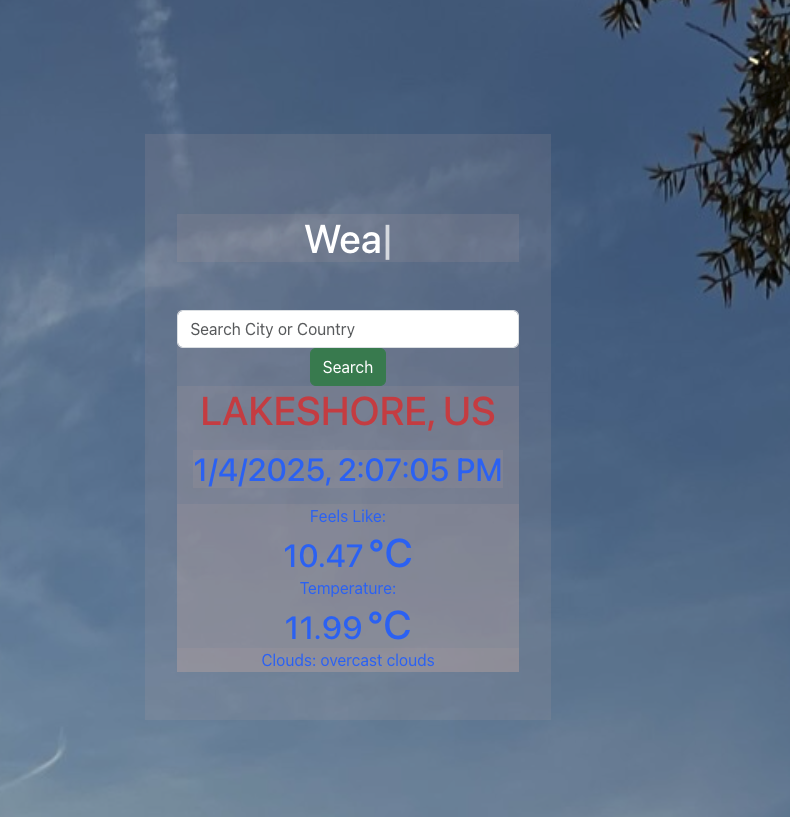 Wea
Search City or Country
Search
LAKESHORE, US
1/4/2025, 2:07:05 PM
Feels Like:
10.47 °C
Temperature:
11.99 °C
Clouds: overcast clouds